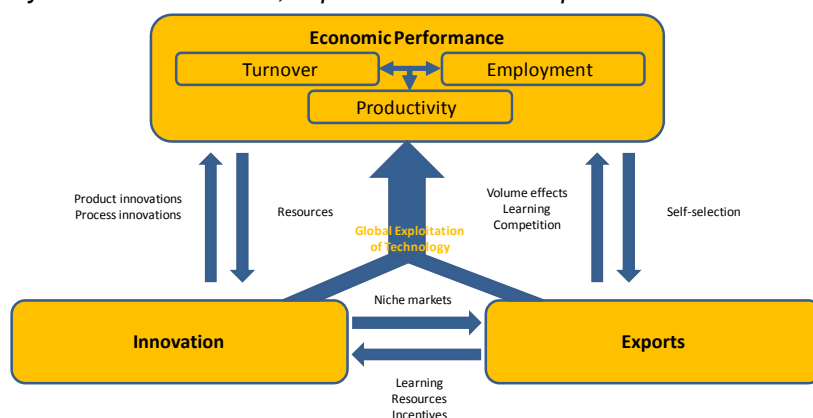 Economic Performance
Turnover
Employment
Productivity
Product innovations
Process innovations
Resources
Volume effects
Learning
Competition
Self-selection
Global Exploitation
of Technology
Niche markets
Innovation
Exports
Learning
Resources
Incentives